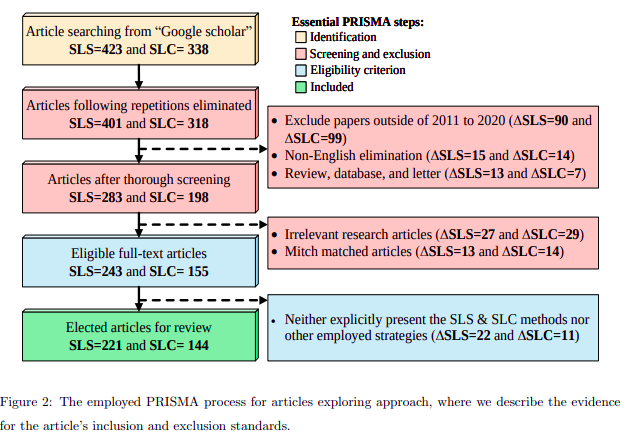 Article searching from “Google scholar”
SLS=423 and SLC= 338
Essential PRISMA steps:
Identification
Screening and exclusion
Eligibility criterion
Included
Articles following repetitions eliminated
SLS=401 and SLC= 318
• Exclude papers outside of 2011 to 2020 (ΔSLS=90 and
ΔSLC=99)
• Non-English elimination (ΔSLS=15 and ΔSLC=14)
• Review, database, and letter (ΔSLS=13 and ΔSLC=7)
Articles after thorough screening
SLS=283 and SLC= 198
• Irrelevant research articles (ΔSLS=27 and ΔSLC=29)
• Mitch matched articles (ΔSLS=13 and ΔSLC=14)
Eligible full-text articles
SLS=243 and SLC= 155
• Neither explicitly present the SLS & SLC methods nor
other employed strategies (ΔSLS=22 and ΔSLC=11)
Elected articles for review
SLS=221 and SLC= 144
Figure 2: The employed PRISMA process for articles exploring approach, where we describe the evidence
for the article's inclusion and exclusion standards.